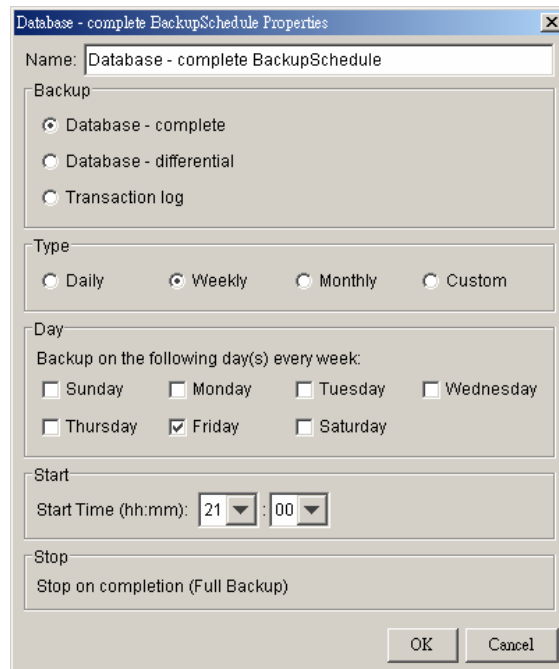 Database - complete BackupSchedule Properties
Name: Database - complete BackupSchedule
Backup
Database - complete
Database - differential
Transaction log
Type
Daily Weekly Monthly Custom
Day
Backup on the following day(s) every week:
Sunday Monday Tuesday Wednesday
Thursday Friday Saturday
Start
Start Time (hh:mm): 21 : 00
Stop
Stop on completion (Full Backup)
OK Cancel